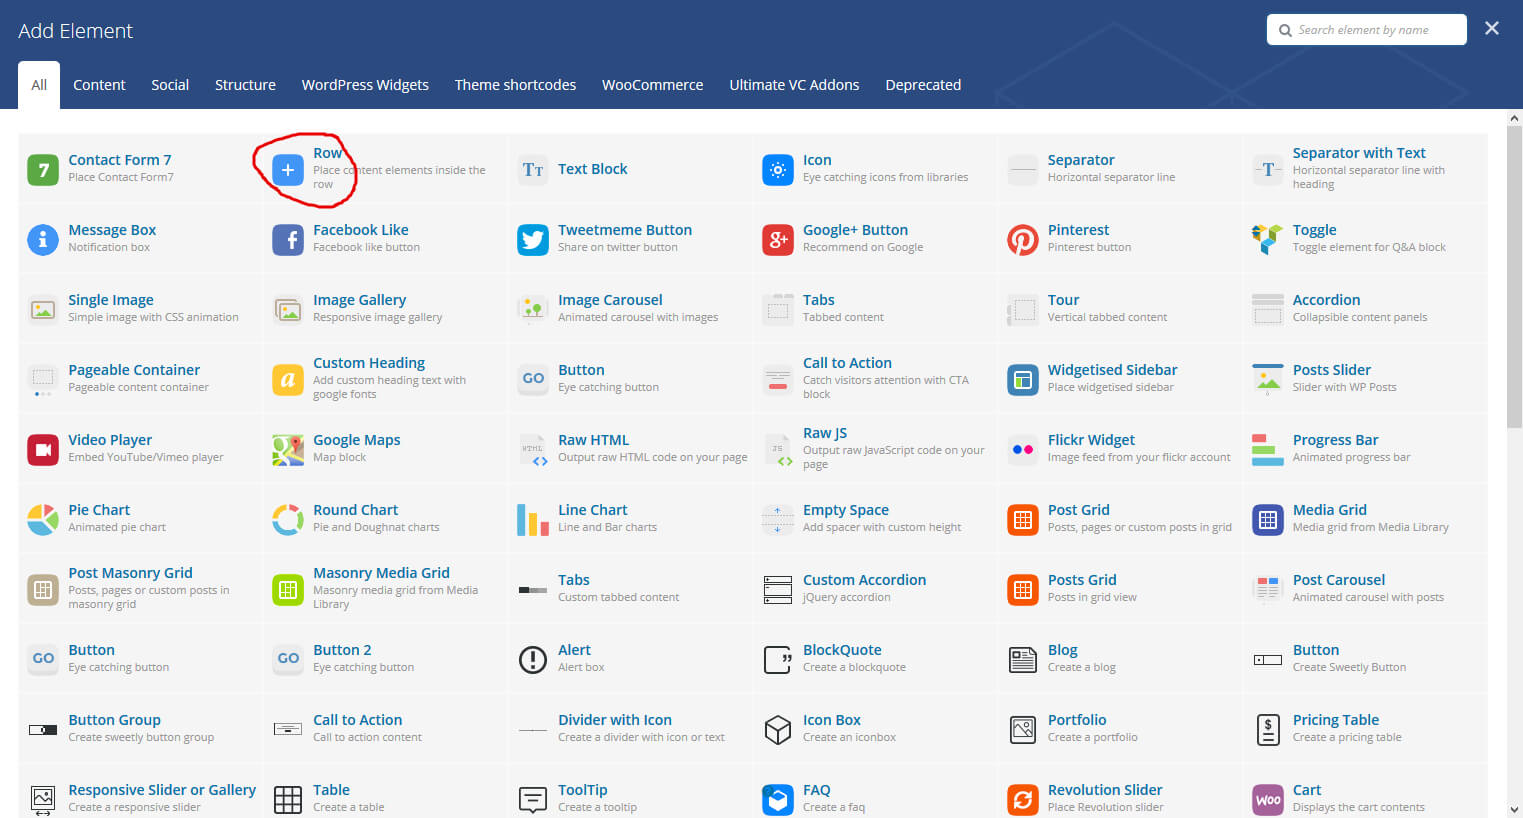 Add Element
Search element by name
All Content Social Structure WordPress Widgets Theme shortcodes WooCommerce Ultimate VC Addons Deprecated
7
Contact Form 7
Place Contact Form7
Row
Place content elements inside the
row
TT
Text Block
Icon
Eye catching icons from libraries
Separator
Horizontal separator line
T
Separator with Text
Horizontal separator line with
heading
i
Message Box
Notification box
f
Facebook Like
Facebook like button
Tweetmeme Button
Share on twitter button
g+
Google+ Button
Recommend on Google
Pinterest
Pinterest button
Toggle
Toggle element for Q&A block
Single Image
Simple image with CSS animation
Image Gallery
Responsive image gallery
Image Carousel
Animated carousel with images
Tabs
Tabbed content
Tour
Vertical tabbed content
Accordion
Collapsible content panels
Pageable Container
Pageable content container
a
Custom Heading
Add custom heading text with
google fonts
GO
Button
Eye catching button
Call to Action
Catch visitors attention with CTA
block
Widgetised Sidebar
Place widgetised sidebar
Posts Slider
Slider with WP Posts
Video Player
Embed YouTube/Vimeo player
g
Google Maps
Map block
HTML
Raw HTML
Output raw HTML code on your page
JS
Raw JS
Output raw JavaScript code on your
page
Flickr Widget
Image feed from your flickr account
Progress Bar
Animated progress bar
Pie Chart
Animated pie chart
Round Chart
Pie and Doughnat charts
Line Chart
Line and Bar charts
Empty Space
Add spacer with custom height
Post Grid
Posts, pages or custom posts in grid
Media Grid
Media grid from Media Library
Post Masonry Grid
Posts, pages or custom posts in
masonry grid
Masonry Media Grid
Masonry media grid from Media
Library
Tabs
Custom tabbed content
Custom Accordion
jQuery accordion
Posts Grid
Posts in grid view
Post Carousel
Animated carousel with posts
GO
Button
Eye catching button
GO
Button 2
Eye catching button
Alert
Alert box
BlockQuote
Create a blockquote
Blog
Create a blog
Button
Create Sweetly Button
Button Group
Create sweetly button group
Call to Action
Call to action content
Divider with Icon
Create a divider with icon or text
Icon Box
Create an iconbox
Portfolio
Create a portfolio
$
Pricing Table
Create a pricing table
Responsive Slider or Gallery
Create a responsive slider
Table
Create a table
ToolTip
Create a tooltip
FAQ
Create a faq
Revolution Slider
Place Revolution slider
Woo
Cart
Displays the cart contents